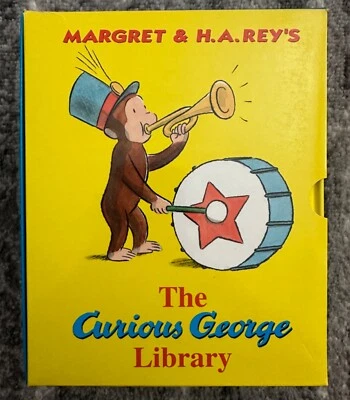 MARGRET & H.A.REY'S
The
Curious George
Library